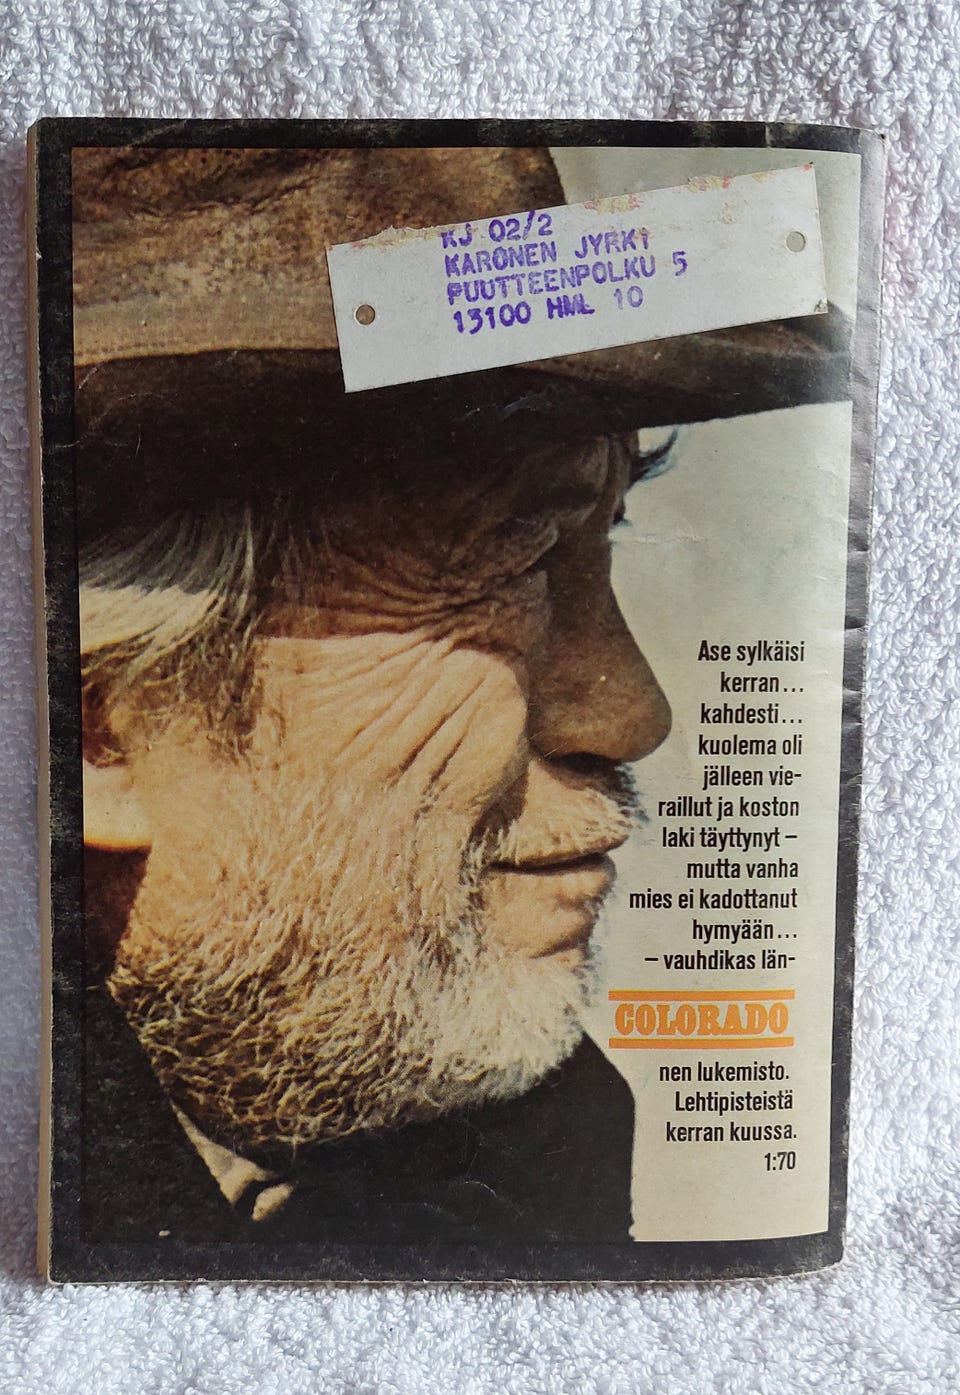 KJ 02/2
KARONEN JYRKI
PUUTTEENPOLKU 5
13100 HML 10
Ase sylkäisi
kerran...
kahdesti...
kuolema oli
jälleen vie-
raillut ja koston
laki täyttynyt –
mutta vanha
mies ei kadottanut
hymyään...
– vauhdikas län-
COLORADO
nen lukemisto.
Lehtipisteistä
kerran kuussa.
1:70